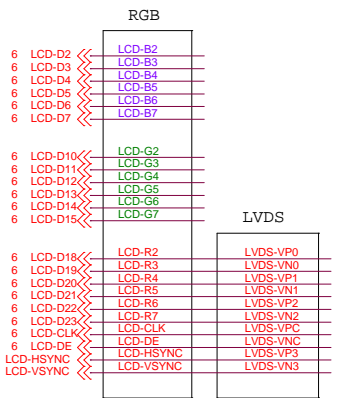 RGB
6 LCD-D2 LCD-B2
6 LCD-D3 LCD-B3
6 LCD-D4 LCD-B4
6 LCD-D5 LCD-B5
6 LCD-D6 LCD-B6
6 LCD-D7 LCD-B7
6 LCD-D10 LCD-G2
6 LCD-D11 LCD-G3
6 LCD-D12 LCD-G4
6 LCD-D13 LCD-G5
6 LCD-D14 LCD-G6
6 LCD-D15 LCD-G7
LVDS
6 LCD-D18 LCD-R2 LVDS-VP0
6 LCD-D19 LCD-R3 LVDS-VN0
6 LCD-D20 LCD-R4 LVDS-VP1
6 LCD-D21 LCD-R5 LVDS-VN1
6 LCD-D22 LCD-R6 LVDS-VP2
6 LCD-D23 LCD-R7 LVDS-VN2
6 LCD-CLK LCD-CLK LVDS-VPC
6 LCD-DE LCD-DE LVDS-VNC
LCD-HSYNC LCD-HSYNC LVDS-VP3
LCD-VSYNC LCD-VSYNC LVDS-VN3